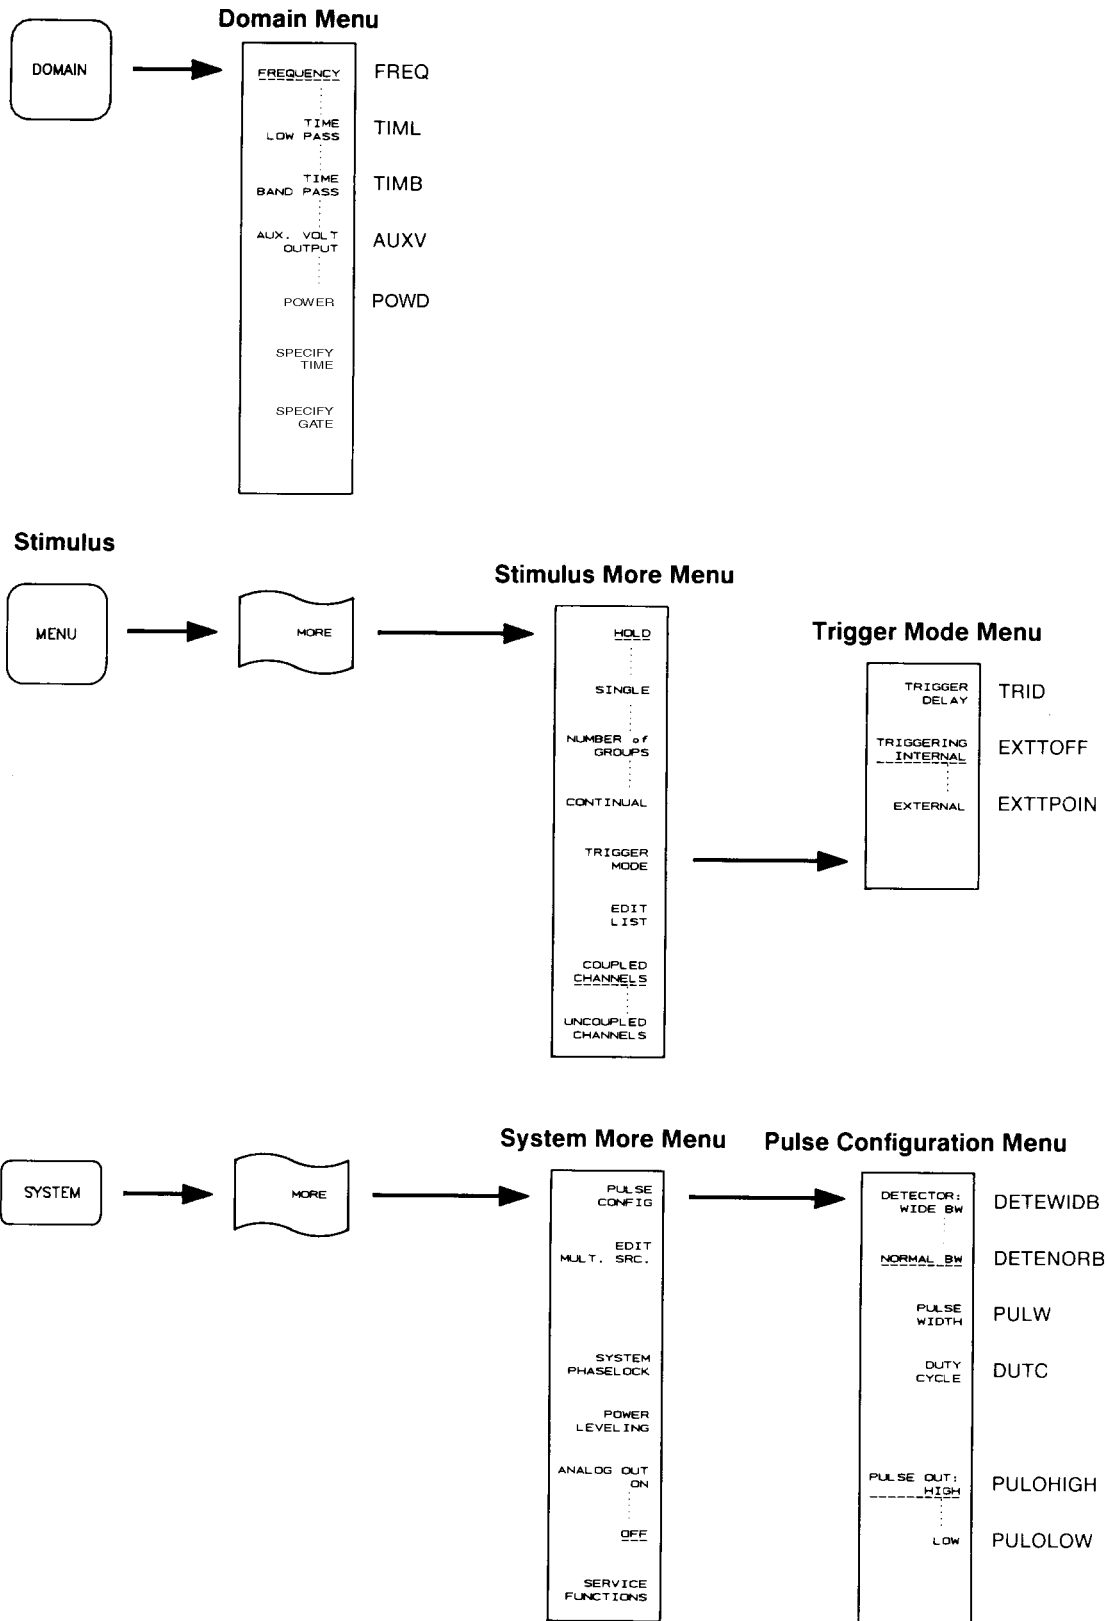 Domain Menu
DOMAIN
FREQUENCY FREQ
TIME
LOW PASS TIML
TIME
BAND PASS TIMB
AUX. VOLT
OUTPUT AUXV
POWER POWD
SPECIFY
TIME
SPECIFY
GATE
Stimulus
MENU
MORE
Stimulus More Menu
HOLD
SINGLE
NUMBER of
GROUPS
CONTINUAL
TRIGGER
MODE
EDIT
LIST
COUPLED
CHANNELS
UNCOUPLED
CHANNELS
Trigger Mode Menu
TRIGGER
DELAY TRID
TRIGGERING
INTERNAL EXTTOFF
EXTERNAL EXTTPOIN
SYSTEM
MORE
System More Menu
PULSE
CONFIG
EDIT
MULT. SRC.
SYSTEM
PHASELOCK
POWER
LEVELING
ANALOG OUT
ON
OFF
SERVICE
FUNCTIONS
Pulse Configuration Menu
DETECTOR:
WIDE BW DETEWIDB
NORMAL BW DETENORB
PULSE
WIDTH PULW
DUTY
CYCLE DUTC
PULSE OUT:
HIGH PULOHIGH
LOW PULOLOW